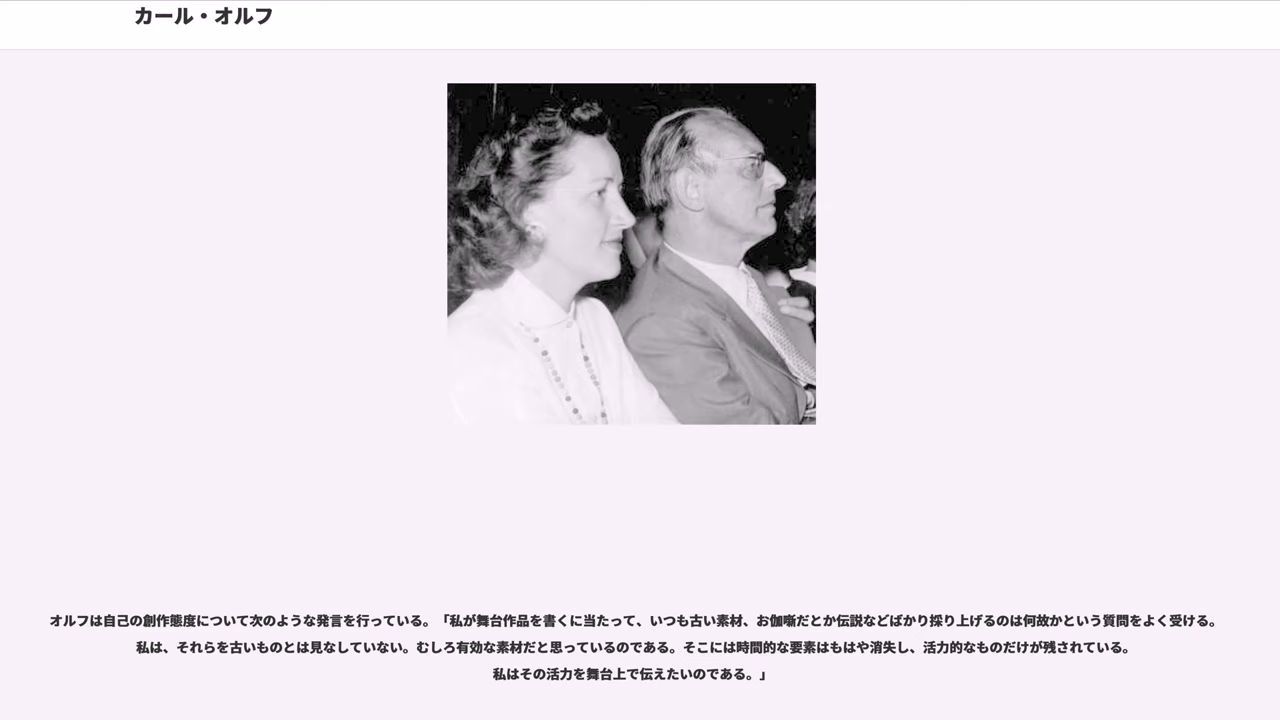 カール・オルフ
オルフは自己の創作態度について次のような発言を行っている。「私が舞台作品を書くに当たって、いつも古い素材、お伽噺だとか伝説などばかり採り上げるのは何故かという質問をよく受ける。
私は、それらを古いものとは見なしていない。むしろ有効な素材だと思っているのである。そこには時間的な要素はもはや消失し、活力的なものだけが残されている。
私はその活力を舞台上で伝えたいのである。」